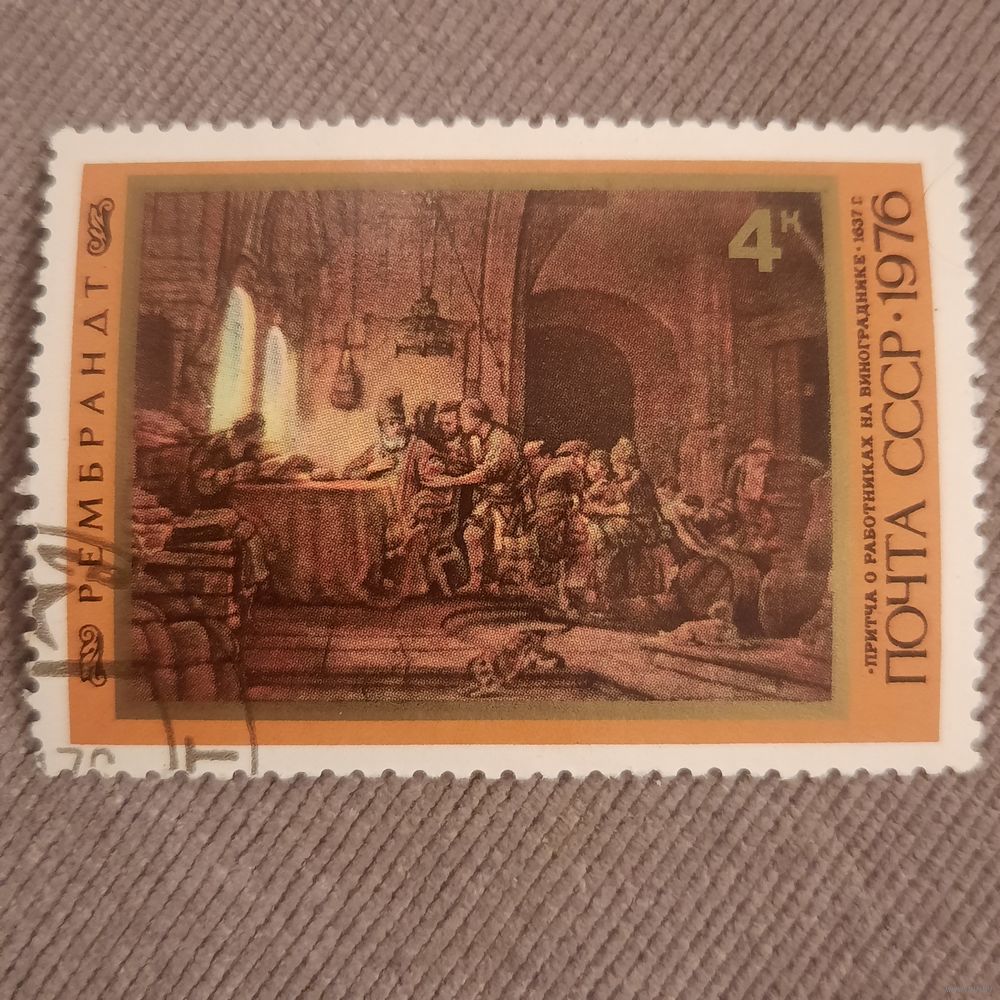 РЕМБРАНДТ
4к
•ПРИТЧА О РАБОТНИКАХ НА ВИНОГРАДНИКЕ• 1637 г.
ПОЧТА СССР•1976